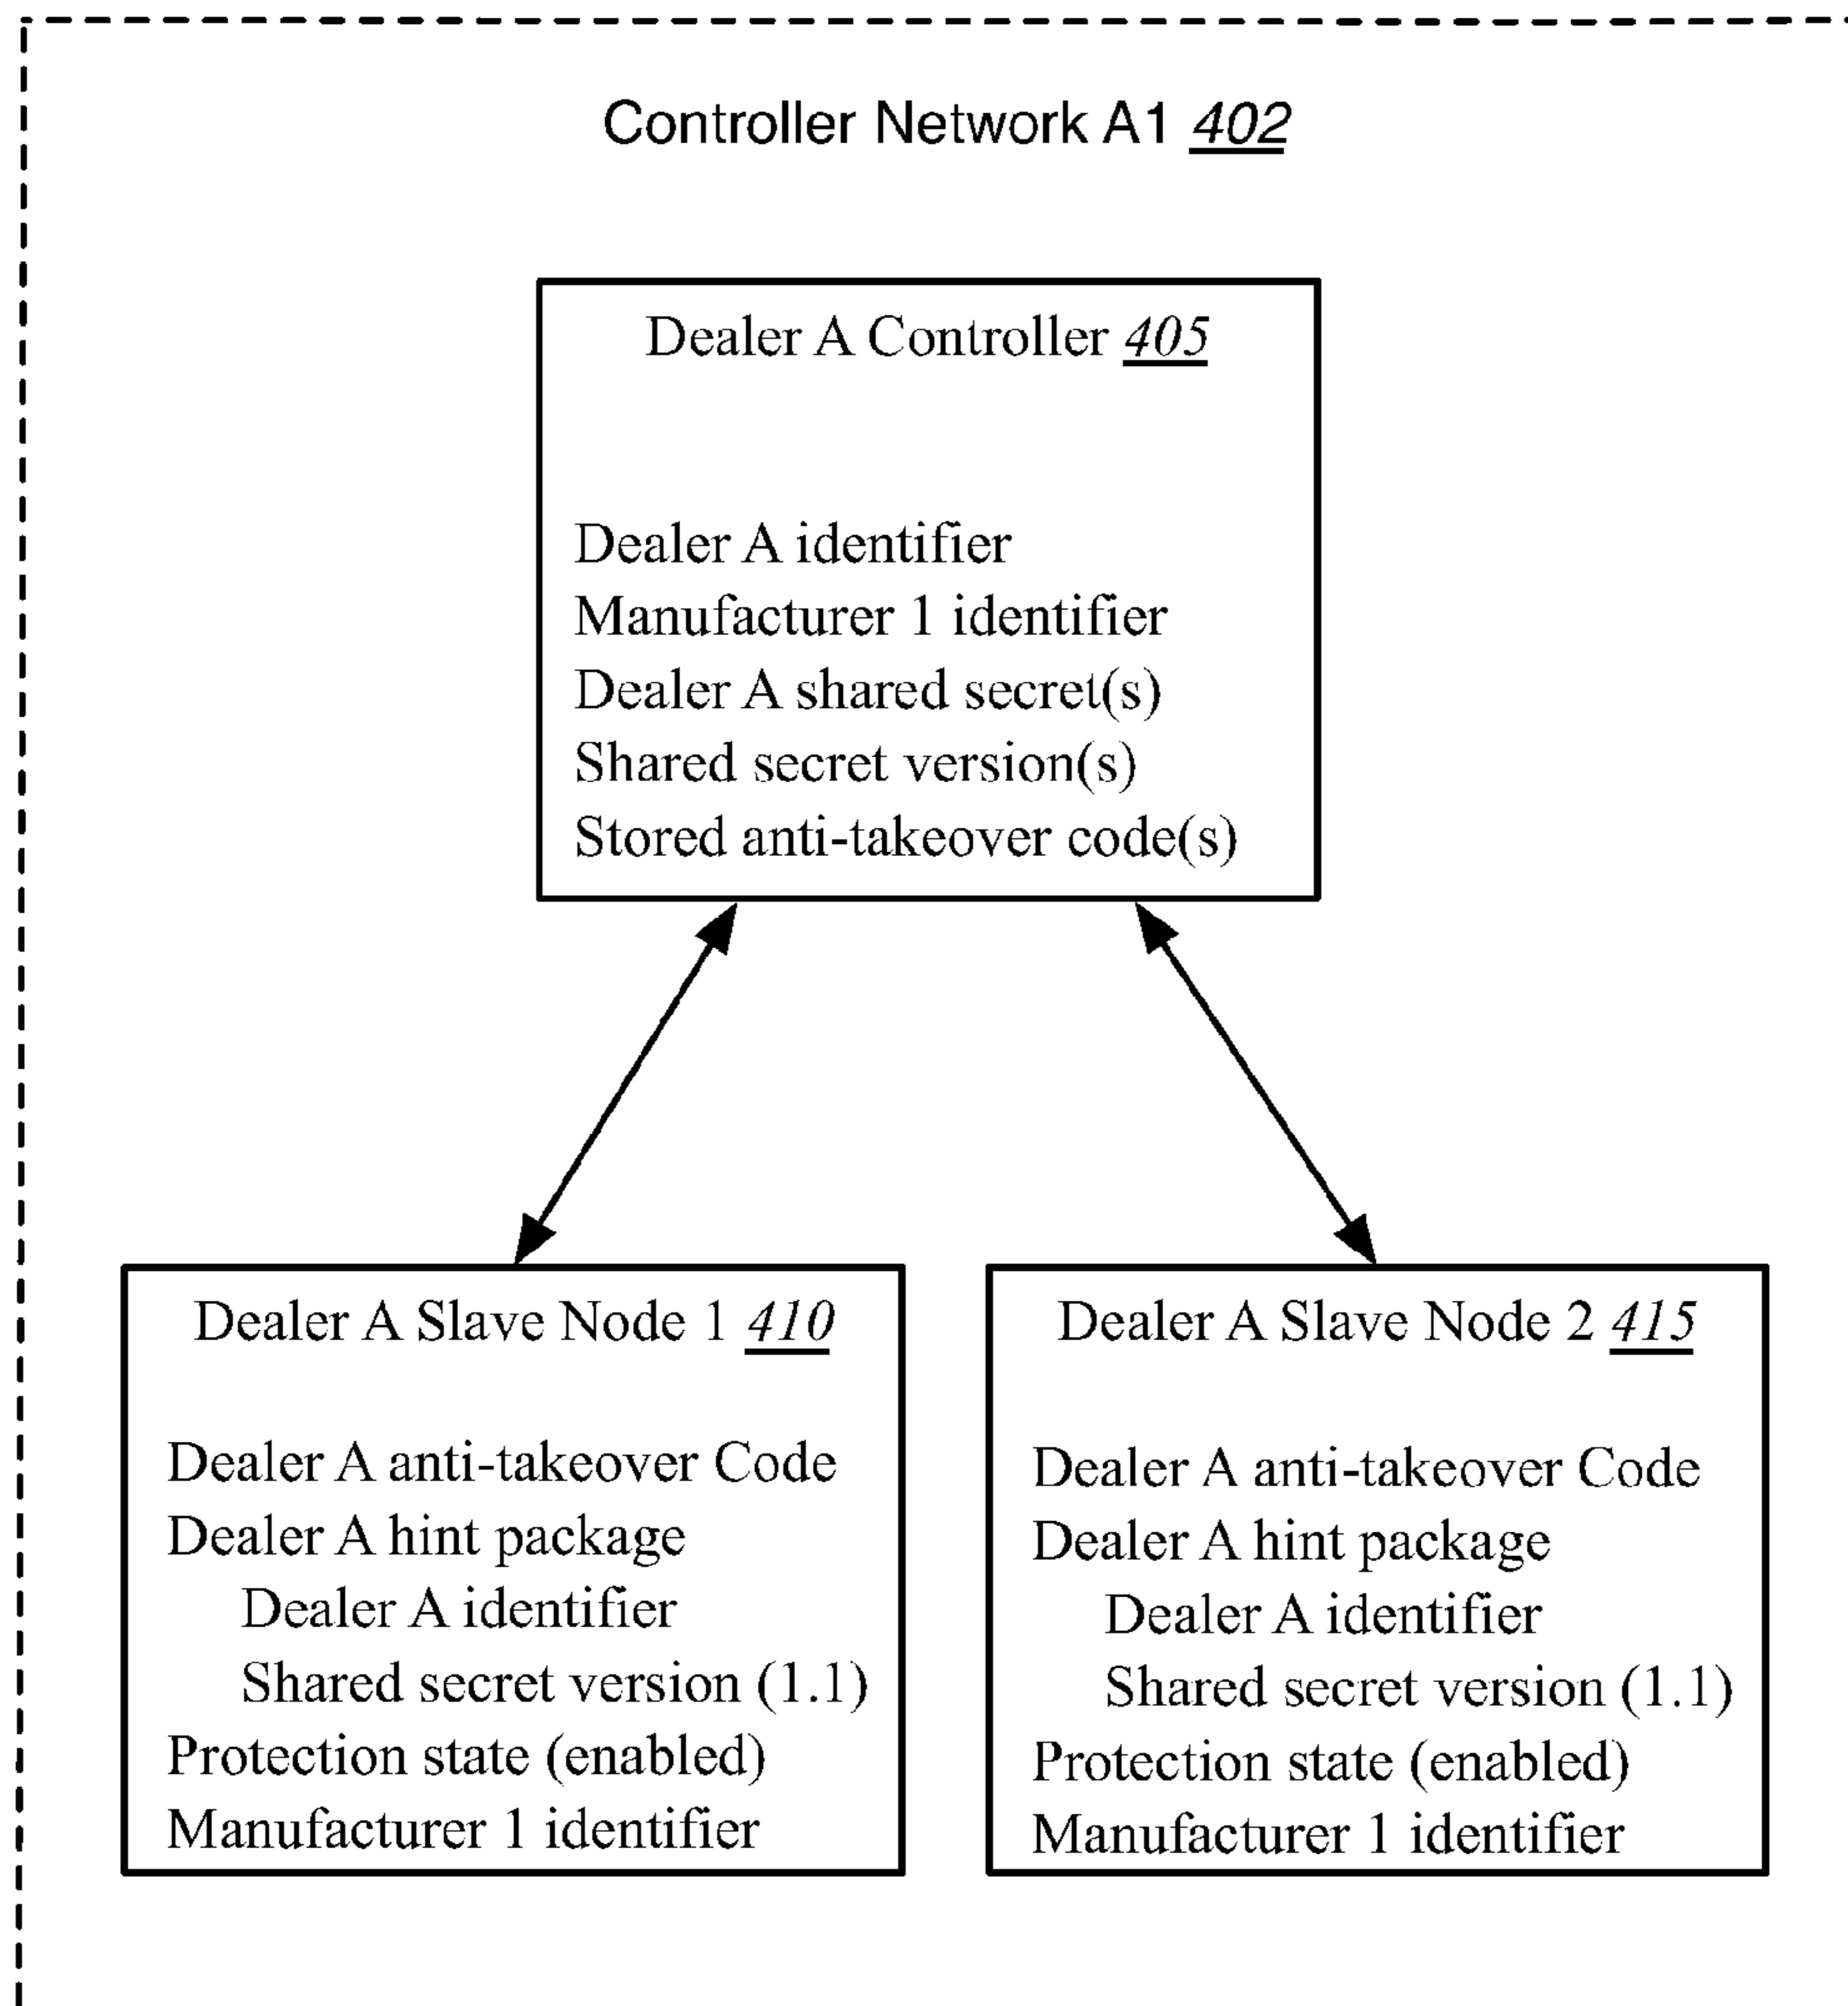 Controller Network A1 402
Dealer A Controller 405
Dealer A identifier
Manufacturer 1 identifier
Dealer A shared secret(s)
Shared secret version(s)
Stored anti-takeover code(s)
Dealer A Slave Node 1 410
Dealer A anti-takeover Code
Dealer A hint package
Dealer A identifier
Shared secret version (1.1)
Protection state (enabled)
Manufacturer 1 identifier
Dealer A Slave Node 2 415
Dealer A anti-takeover Code
Dealer A hint package
Dealer A identifier
Shared secret version (1.1)
Protection state (enabled)
Manufacturer 1 identifier